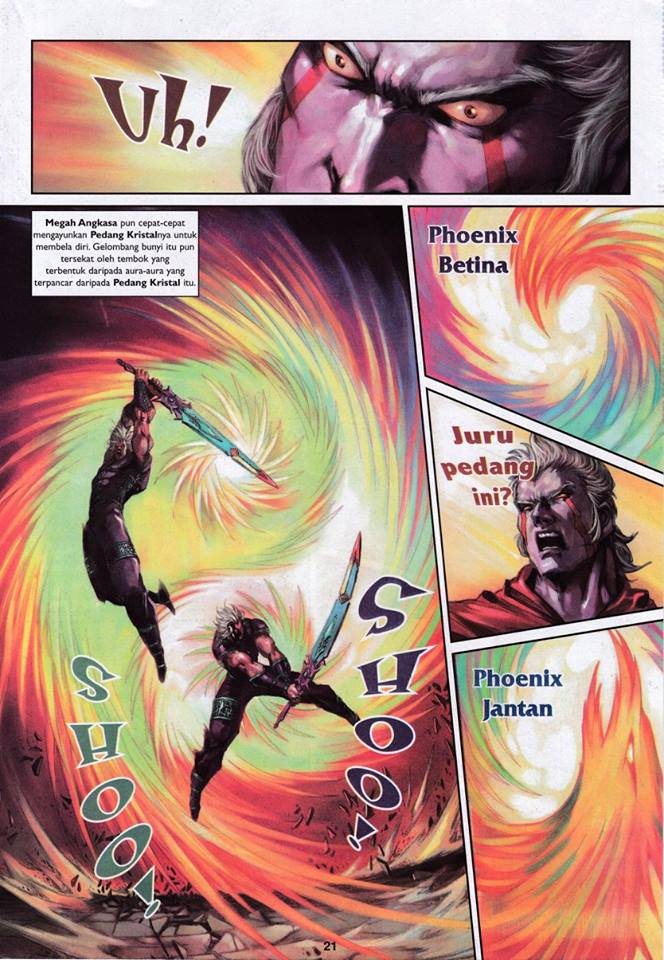 Uh!
Megah Angkasa pun cepat-cepat
mengayunkan Pedang Kristalnya untuk
membela diri. Gelombang bunyi itu pun
tersekat oleh tembok yang
terbentuk daripada aura-aura yang
terpancar daripada Pedang Kristal itu.
Phoenix
Betina
Juru
pedang
ini?
SHOO!
SHOO!
Phoenix
Jantan
21